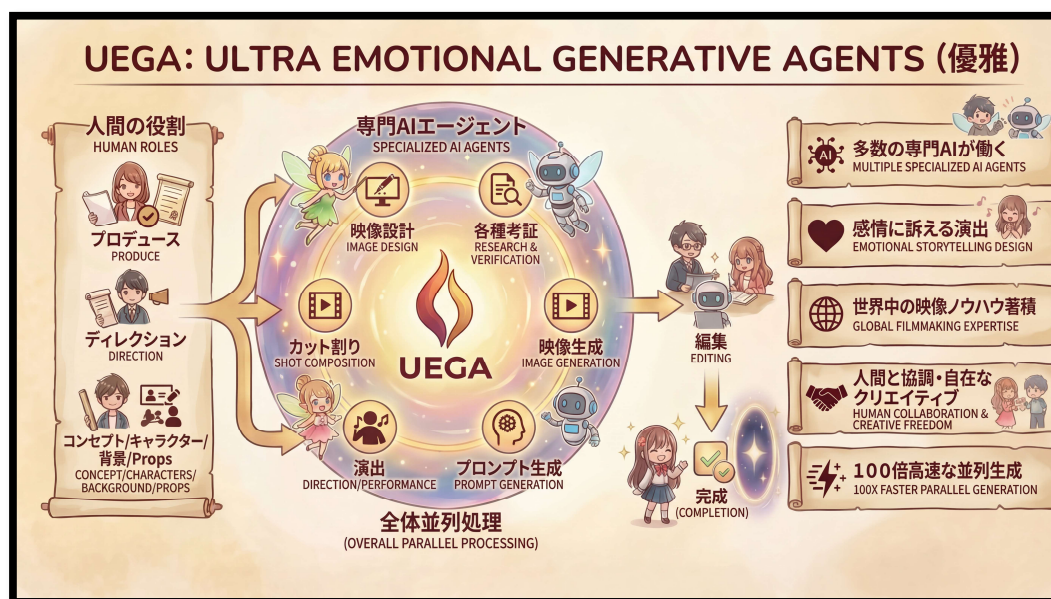 UEGA: ULTRA EMOTIONAL GENERATIVE AGENTS (優雅)
人間の役割
HUMAN ROLES
プロデュース
PRODUCE
ディレクション
DIRECTION
コンセプト/キャラクター/
背景/Props
CONCEPT/CHARACTERS/
BACKGROUND/PROPS
専門AIエージェント
SPECIALIZED AI AGENTS
映像設計
IMAGE DESIGN
各種考証
RESEARCH &
VERIFICATION
カット割り
SHOT COMPOSITION
UEGA
映像生成
IMAGE GENERATION
演出
DIRECTION/PERFORMANCE
プロンプト生成
PROMPT GENERATION
全体並列処理
(OVERALL PARALLEL PROCESSING)
編集
EDITING
完成
(COMPLETION)
AI
多数の専門AIが働く
MULTIPLE SPECIALIZED AI AGENTS
感情に訴える演出
EMOTIONAL STORYTELLING DESIGN
世界中の映像ノウハウ著積
GLOBAL FILMMAKING EXPERTISE
人間と協調・自在な
クリエイティブ
HUMAN COLLABORATION &
CREATIVE FREEDOM
100倍高速な並列生成
100X FASTER PARALLEL GENERATION